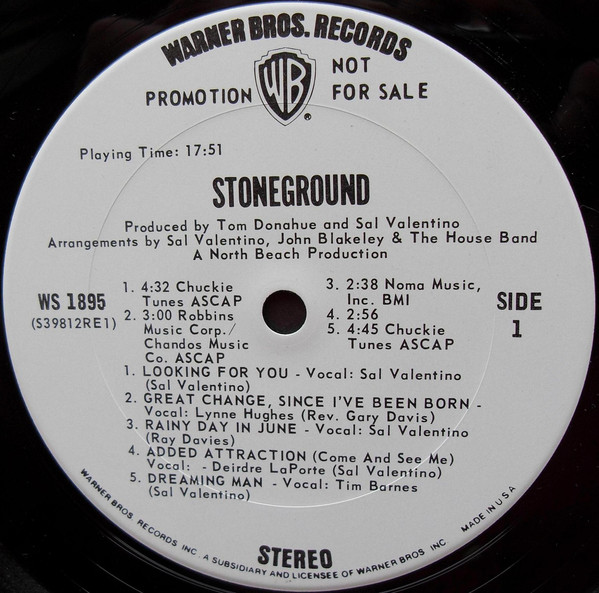 WARNER BROS. RECORDS
WB
®
PROMOTION NOT
FOR SALE
Playing Time: 17:51
STONEGROUND
Produced by Tom Donahue and Sal Valentino
Arrangements by Sal Valentino, John Blakeley & The House Band
A North Beach Production
WS 1895
(S39812RE1)
1. 4:32 Chuckie
Tunes ASCAP
2. 3:00 Robbins
Music Corp./
Chandos Music
Co. ASCAP
3. 2:38 Noma Music,
Inc. BMI
4. 2:56
5. 4:45 Chuckie
Tunes ASCAP
SIDE
1
1. LOOKING FOR YOU - Vocal: Sal Valentino
(Sal Valentino)
2. GREAT CHANGE, SINCE I'VE BEEN BORN -
Vocal: Lynne Hughes (Rev. Gary Davis)
3. RAINY DAY IN JUNE - Vocal: Sal Valentino
(Ray Davies)
4. ADDED ATTRACTION (Come And See Me)
Vocal: - Deirdre LaPorte (Sal Valentino)
5. DREAMING MAN - Vocal: Tim Barnes
(Sal Valentino)
STEREO
WARNER BROS. RECORDS INC. A SUBSIDIARY AND LICENSEE OF WARNER BROS. INC. MADE IN U.S.A.